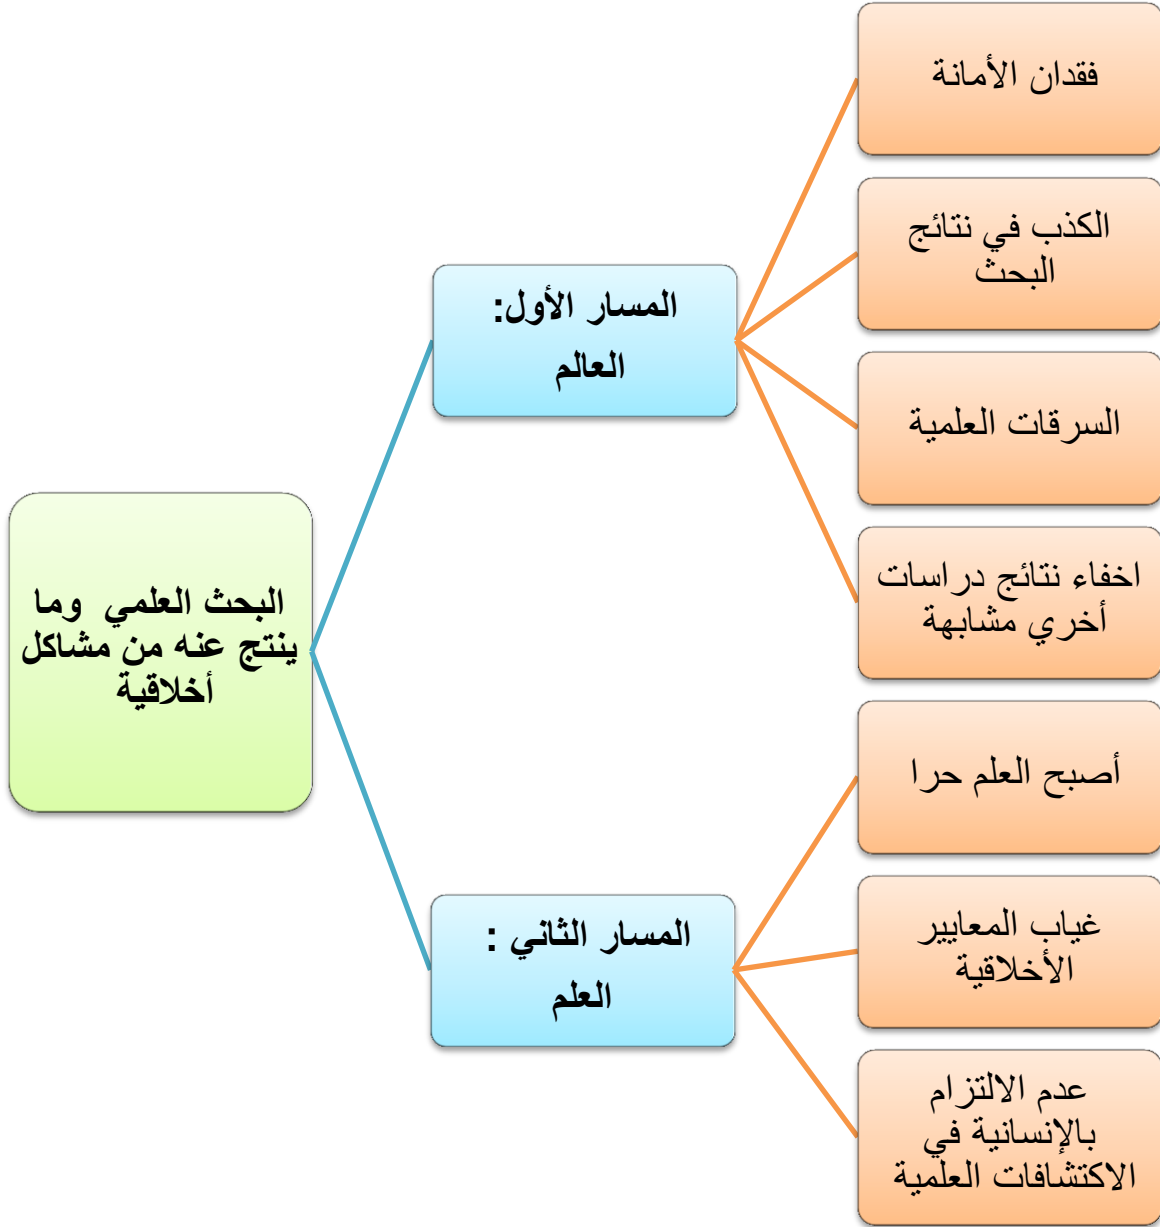 البحث العلمي وما
ينتج عنه من مشاكل
أخلاقية
المسار الأول:
العالم
فقدان الأمانة
الكذب في نتائج
البحث
السرقات العلمية
اخفاء نتائج دراسات
أخري مشابهة
المسار الثاني :
العلم
أصبح العلم حرا
غياب المعايير
الأخلاقية
عدم الالتزام
بالإنسانية في
الاكتشافات العلمية